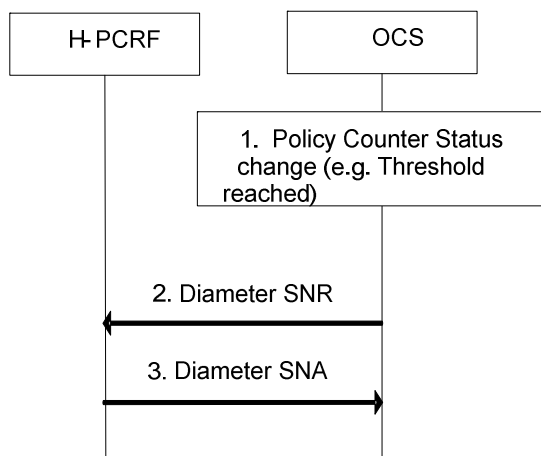 H-PCRF
OCS
1. Policy Counter Status
change (e.g. Threshold
reached)
2. Diameter SNR
3. Diameter SNA